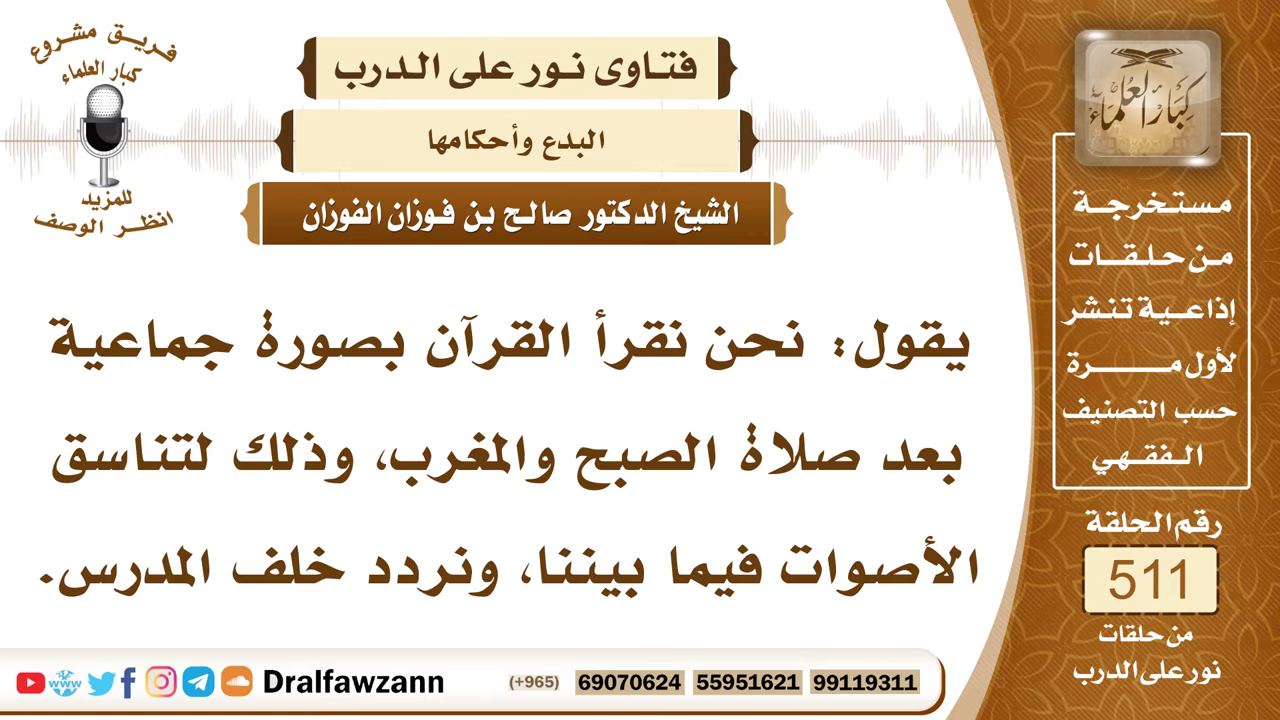 فريق مشروع
كبار العلماء
للمزيد
انظر الوصف
فتاوى نور على الدرب
البدع وأحكامها
الشيخ الدكتور صالح بن فوزان الفوزان
يقول: نحن نقرأ القرآن بصورة جماعية
بعد صلاة الصبح والمغرب، وذلك لتناسق
الأصوات فيما بيننا، ونردد خلف المدرس.
كبار العلماء
مستخرجة
من حلقات
إذاعية تنشر
لأول مرة
حسب التصنيف
الفقهي
رقم الحلقة
511
من حلقات
نور على الدرب
www Dralfawzann (+965) 69070624 55951621 99119311